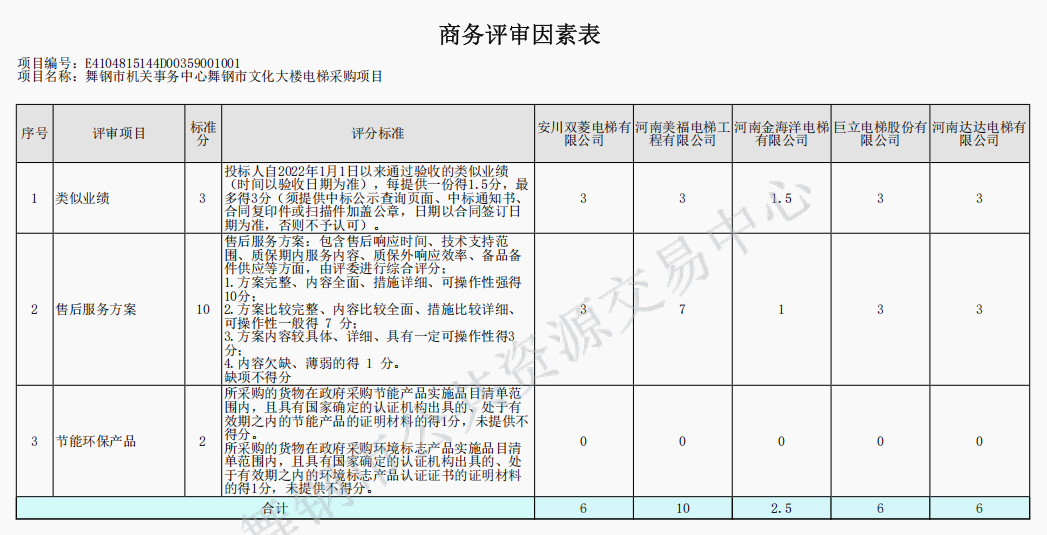 商务评审因素表
项目编号：E4104815144D00359001001
项目名称：舞钢市机关事务中心舞钢市文化大楼电梯采购项目
序号 评审项目 标准分 评分标准 安川双菱电梯有限公司 河南美福电梯工程有限公司 河南金海洋电梯有限公司 巨立电梯股份有限公司 河南达达电梯有限公司
1 类似业绩 3
投标人自2022年1月1日以来通过验收的类似业绩
（时间以验收日期为准），每提供一份得1.5分，最
多得3分（须提供中标公示查询页面、中标通知书、
合同复印件或扫描件加盖公章，日期以合同签订日
期为准，否则不予认可）。
3 3 1.5 3 3
2 售后服务方案 10
售后服务方案：包含售后响应时间、技术支持范
围、质保期内服务内容、质保外响应效率、备品备
件供应等方面，由评委进行综合评分；
1.方案完整、内容全面、措施详细、可操作性强得
10分；
2.方案比较完整、内容比较全面、措施比较详细、
可操作性一般得 7 分；
3.方案内容较具体、详细、具有一定可操作性得3
分；
4.内容欠缺、薄弱的得 1 分。
缺项不得分
3 7 1 3 3
3 节能环保产品 2
所采购的货物在政府采购节能产品实施品目清单范
围内，且具有国家确定的认证机构出具的、处于有
效期之内的节能产品的证明材料的得1分，未提供不
得分。
所采购的货物在政府采购环境标志产品实施品目清
单范围内，且具有国家确定的认证机构出具的、处
于有效期之内的环境标志产品认证证书的证明材料
的得1分，未提供不得分。
0 0 0 0 0
合计 6 10 2.5 6 6
舞钢市公共资源交易中心